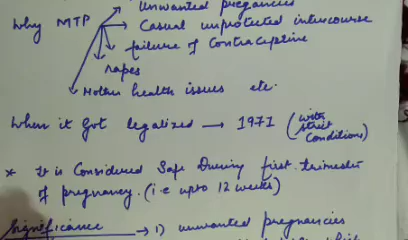 unwanted pregnancies
Why MTP → Casual unprotected intercourse
→ failure of Contraceptive
→ rapes
→ Mother health issues etc.
When it Got legalized → 1971 (with strict Conditions)
* It is Considered Safe During first trimester
of pregnancy. (i.e upto 12 weeks)
Significance → 1) unwanted pregnancies